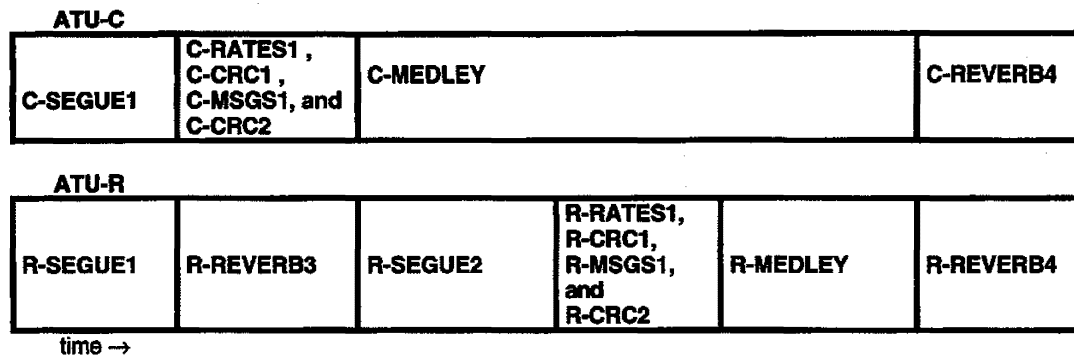 ATU-C
C-SEGUE1
C-RATES1 ,
C-CRC1 ,
C-MSGS1, and
C-CRC2
C-MEDLEY
C-REVERB4
ATU-R
R-SEGUE1
R-REVERB3
R-SEGUE2
R-RATES1,
R-CRC1,
R-MSGS1,
and
R-CRC2
R-MEDLEY
R-REVERB4
time →